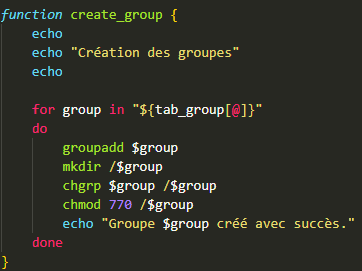 function create_group {
    echo
    echo "Création des groupes"
    echo

    for group in "${tab_group[@]}"
    do
        groupadd $group
        mkdir /$group
        chgrp $group /$group
        chmod 770 /$group
        echo "Groupe $group créé avec succès."
    done
}